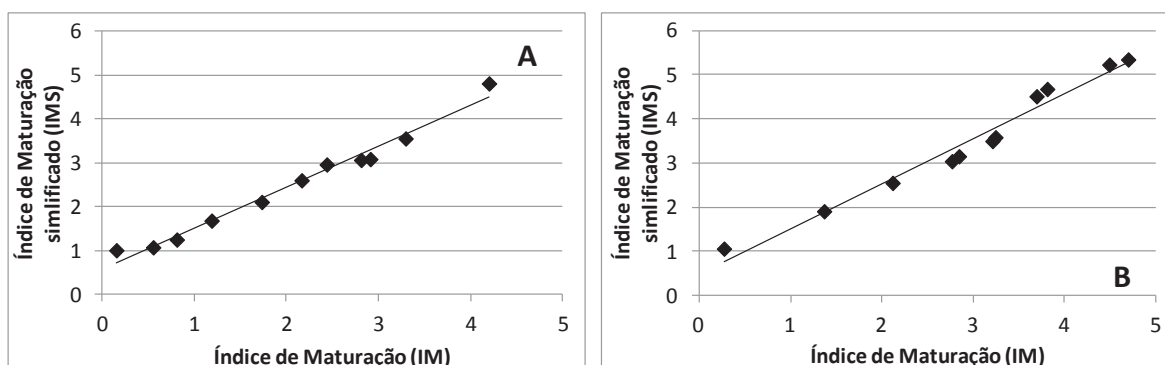 Índice de Maturação
simlificado (IMS)
6
5
4
3
2
1
0
A
0 1 2 3 4 5
Índice de Maturação (IM)
Índice de Maturação
simlificado (IMS)
6
5
4
3
2
1
0
B
0 1 2 3 4 5
Índice de Maturação (IM)